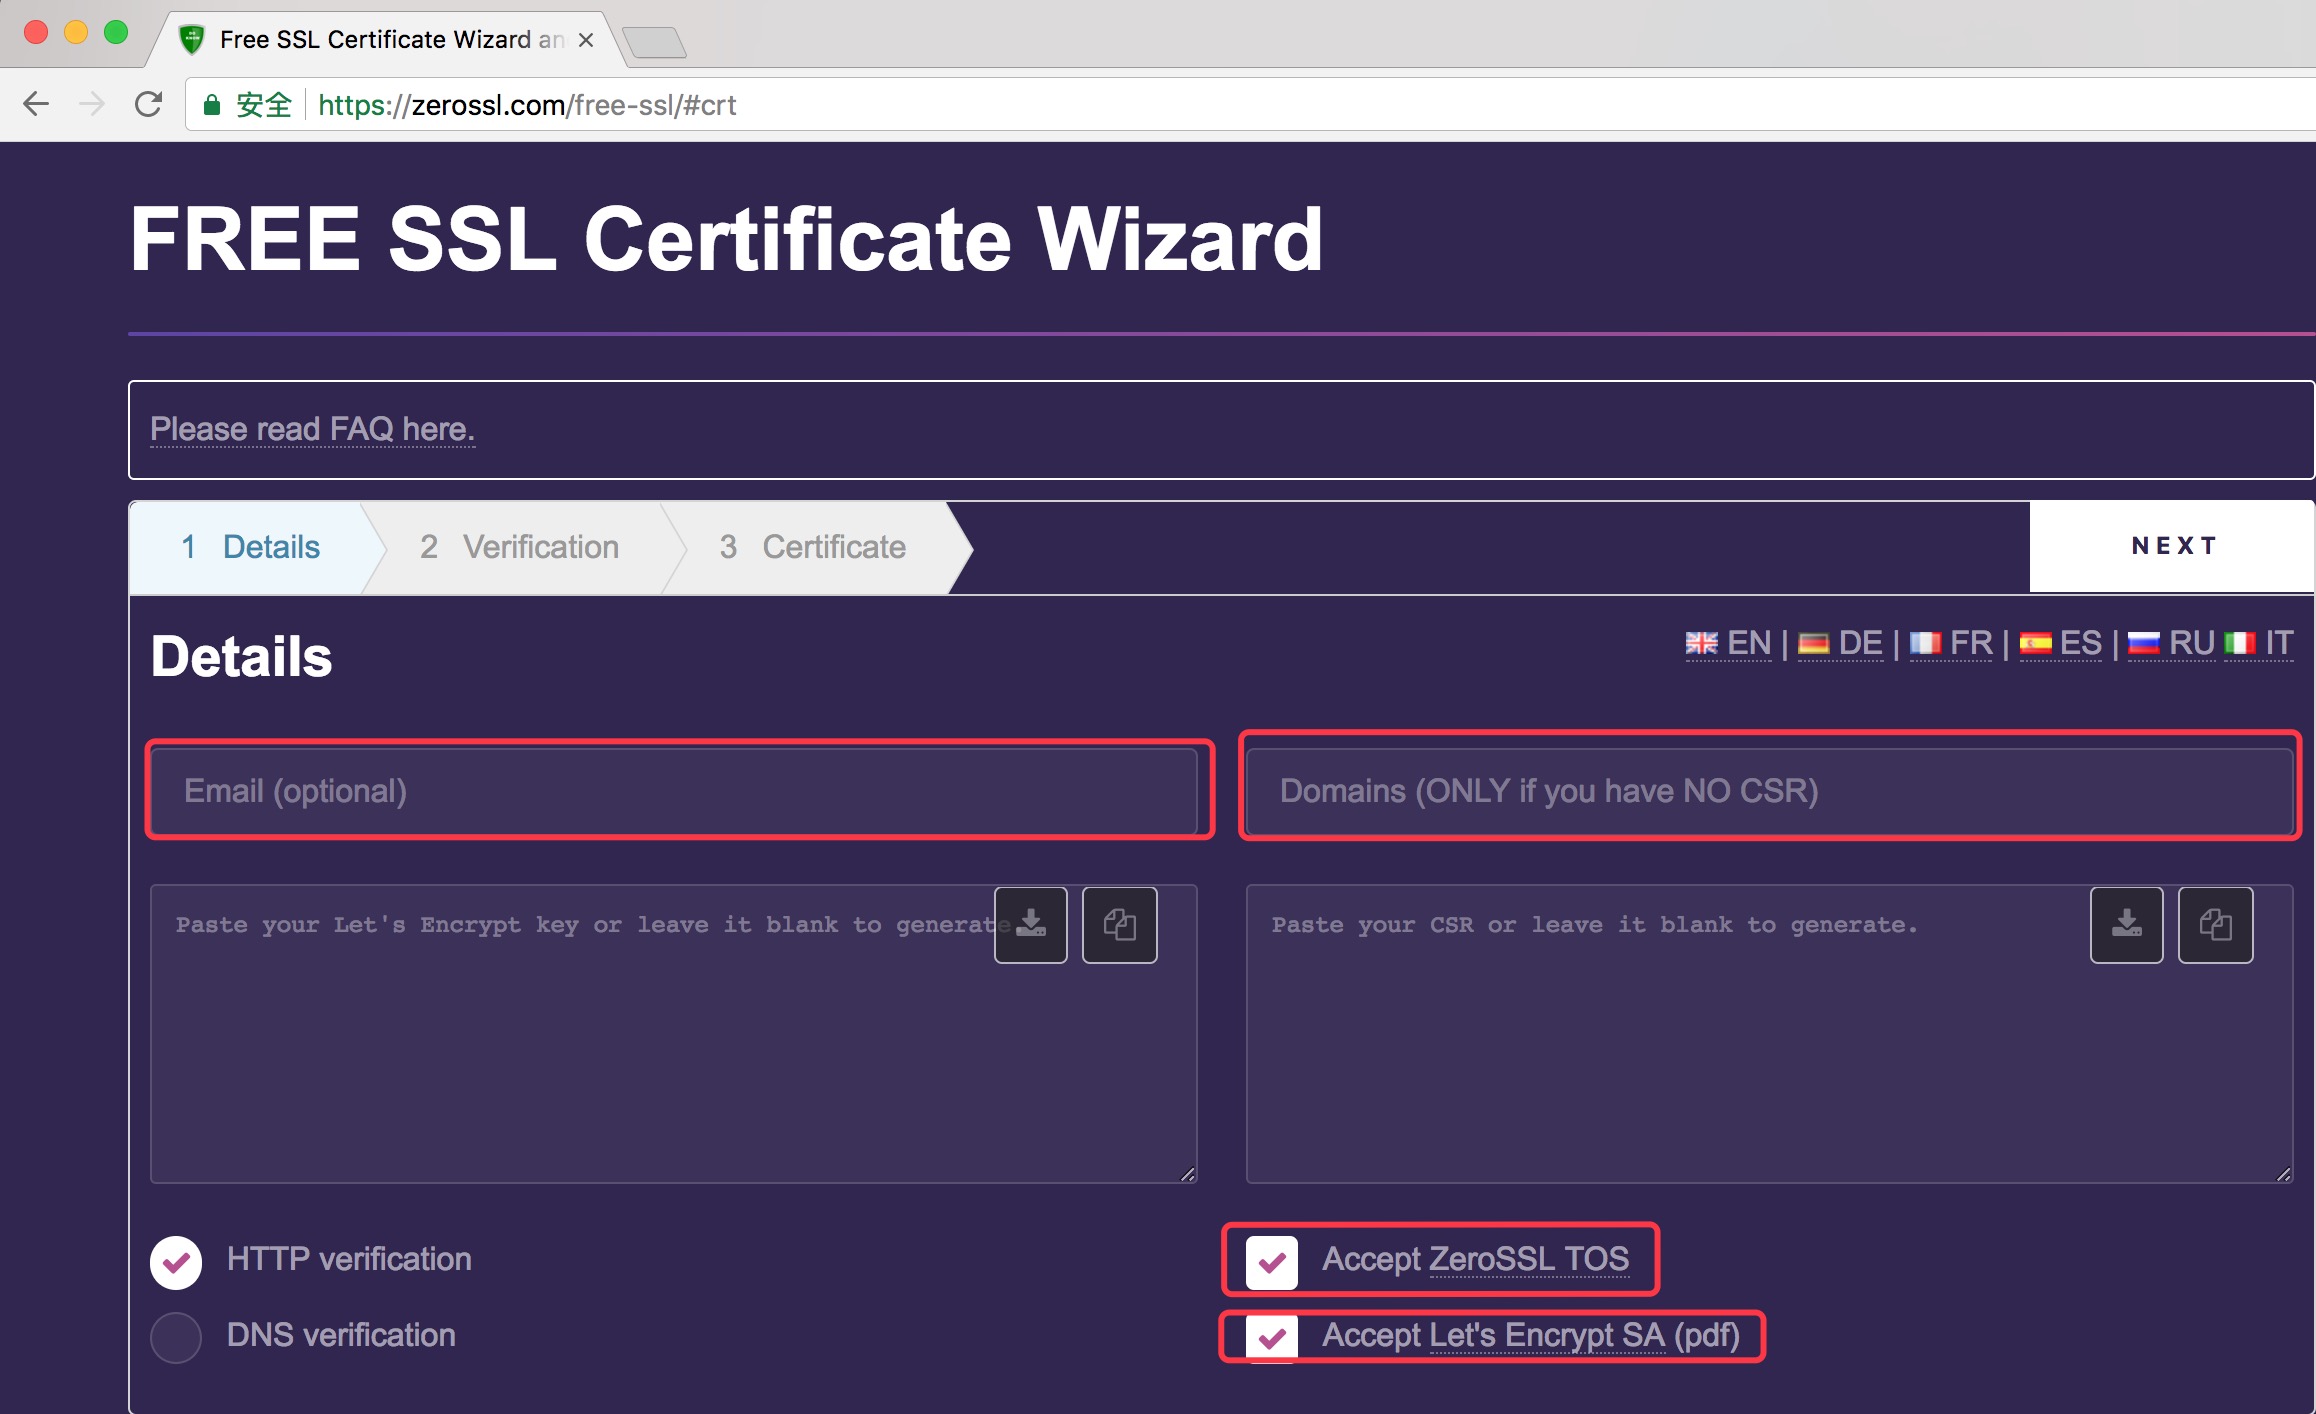 Free SSL Certificate Wizard an
安全 https://zerossl.com/free-ssl/#crt
FREE SSL Certificate Wizard
Please read FAQ here.
1 Details 2 Verification 3 Certificate NEXT
Details
EN | DE | FR | ES | RU IT
Email (optional) Domains (ONLY if you have NO CSR)
Paste your Let's Encrypt key or leave it blank to generate Paste your CSR or leave it blank to generate.
HTTP verification Accept ZeroSSL TOS
DNS verification Accept Let's Encrypt SA (pdf)